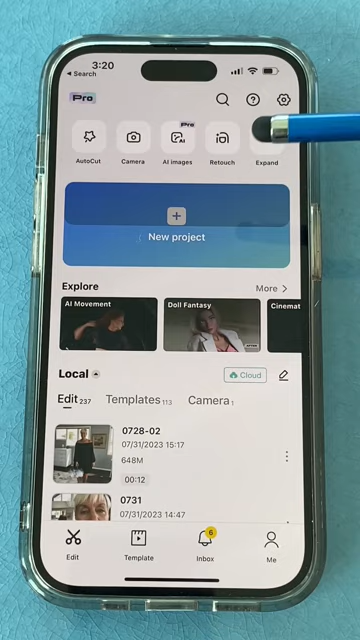 3:20
Search
Pro
Pro
AI
AutoCut
Camera
AI images
Retouch
Expand
New project
Explore
More
AI Movement
Doll Fantasy
Cinemat
Local
Cloud
Edit 237
Templates 113
Camera 1
0728-02
07/31/2023 15:17
648M
00:12
0731
07/31/2023 14:47
6
Edit
Template
Inbox
Me